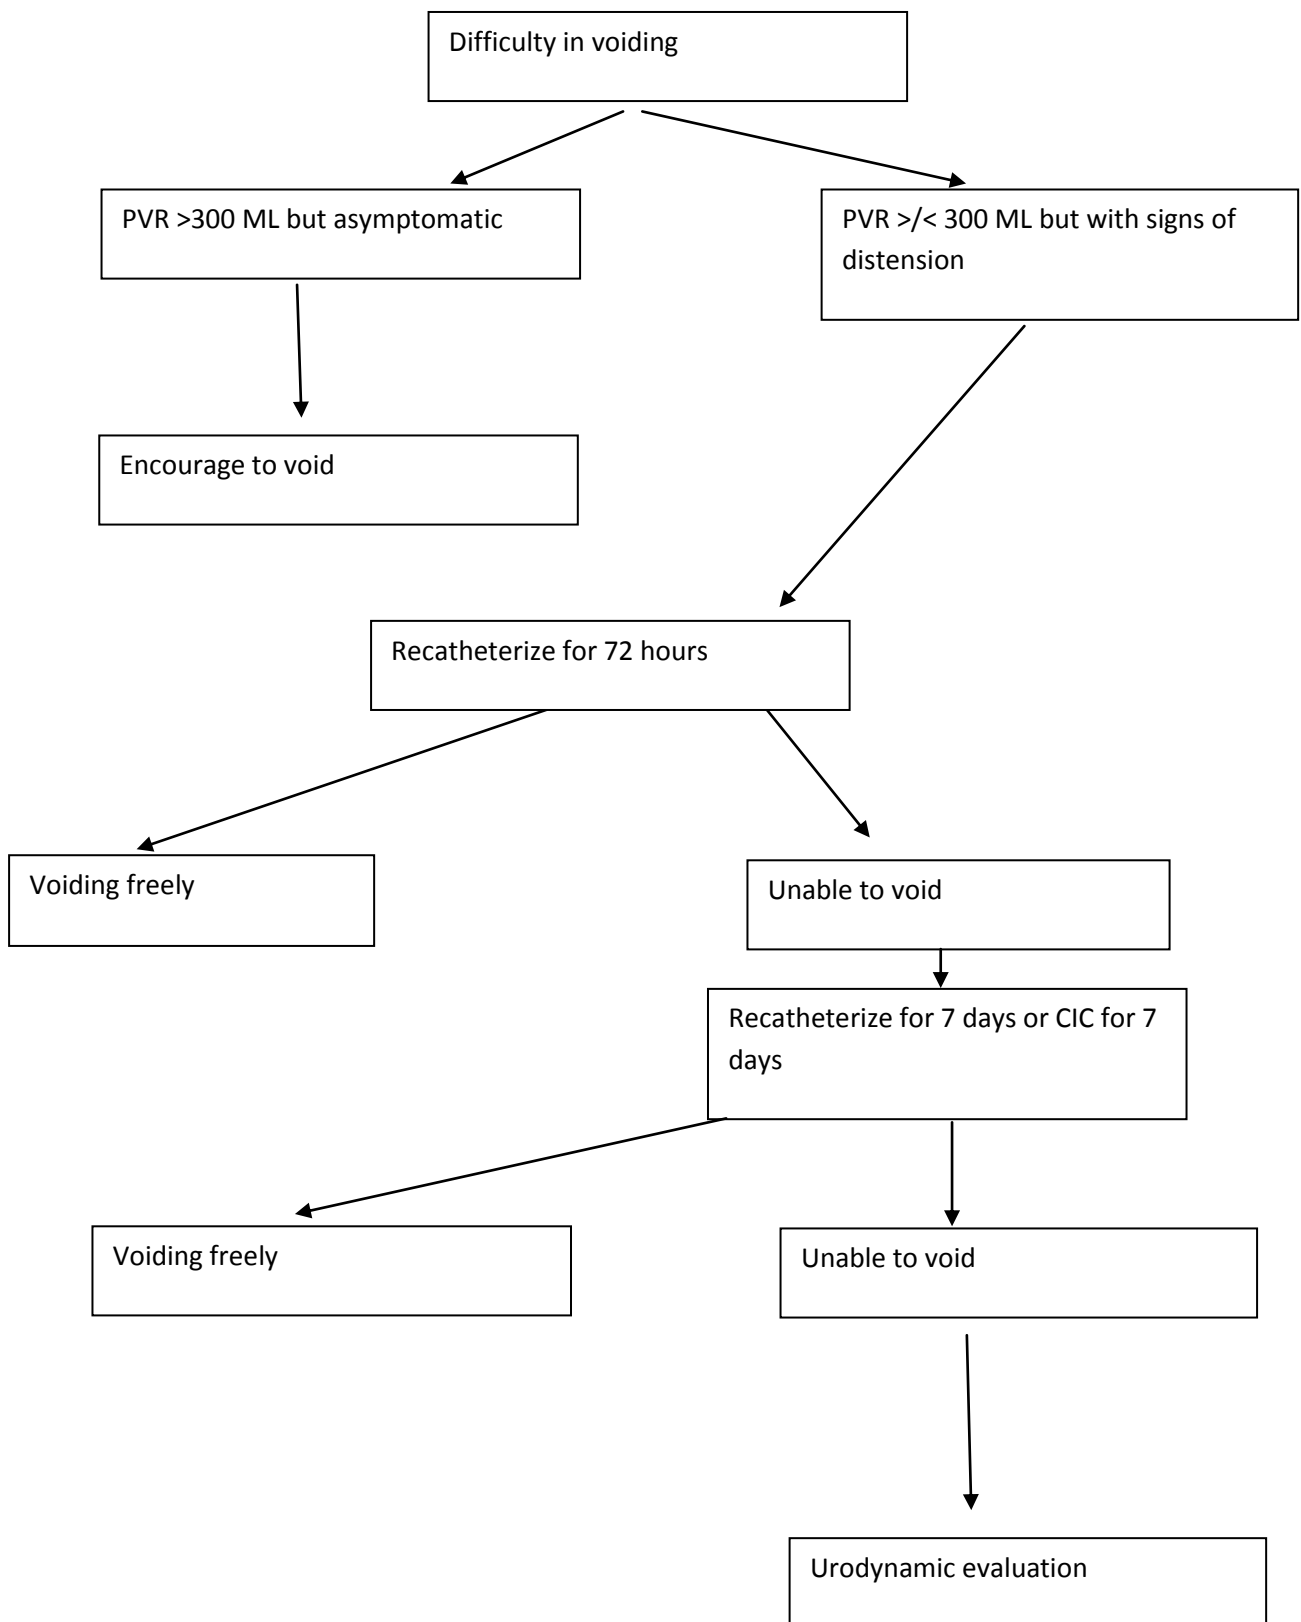 Difficulty in voiding
PVR >300 ML but asymptomatic
PVR >/< 300 ML but with signs of
distension
Encourage to void
Recatheterize for 72 hours
Voiding freely
Unable to void
Recatheterize for 7 days or CIC for 7
days
Voiding freely
Unable to void
Urodynamic evaluation